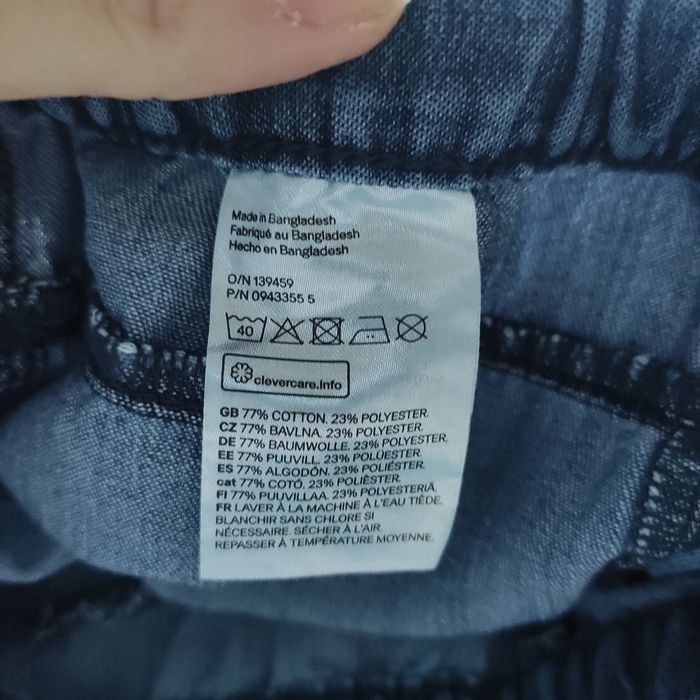 Made in Bangladesh
Fabriqué au Bangladesh
Hecho en Bangladesh
O/N 139459
P/N 0943355 5
40
clevercare.info
GB 77% COTTON. 23% POLYESTER.
CZ 77% BAVLNA. 23% POLYESTER.
DE 77% BAUMWOLLE. 23% POLYESTER.
EE 77% PUUVILL. 23% POLÜESTER.
ES 77% ALGODÓN. 23% POLIÉSTER.
cat 77% COTÓ. 23% POLIÈSTER.
FI 77% PUUVILLAA. 23% POLYESTERIÄ.
FR LAVER À LA MACHINE À L'EAU TIÈDE.
BLANCHIR SANS CHLORE SI
NÉCESSAIRE. SÉCHER À L'AIR.
REPASSER À TEMPÉRATURE MOYENNE.